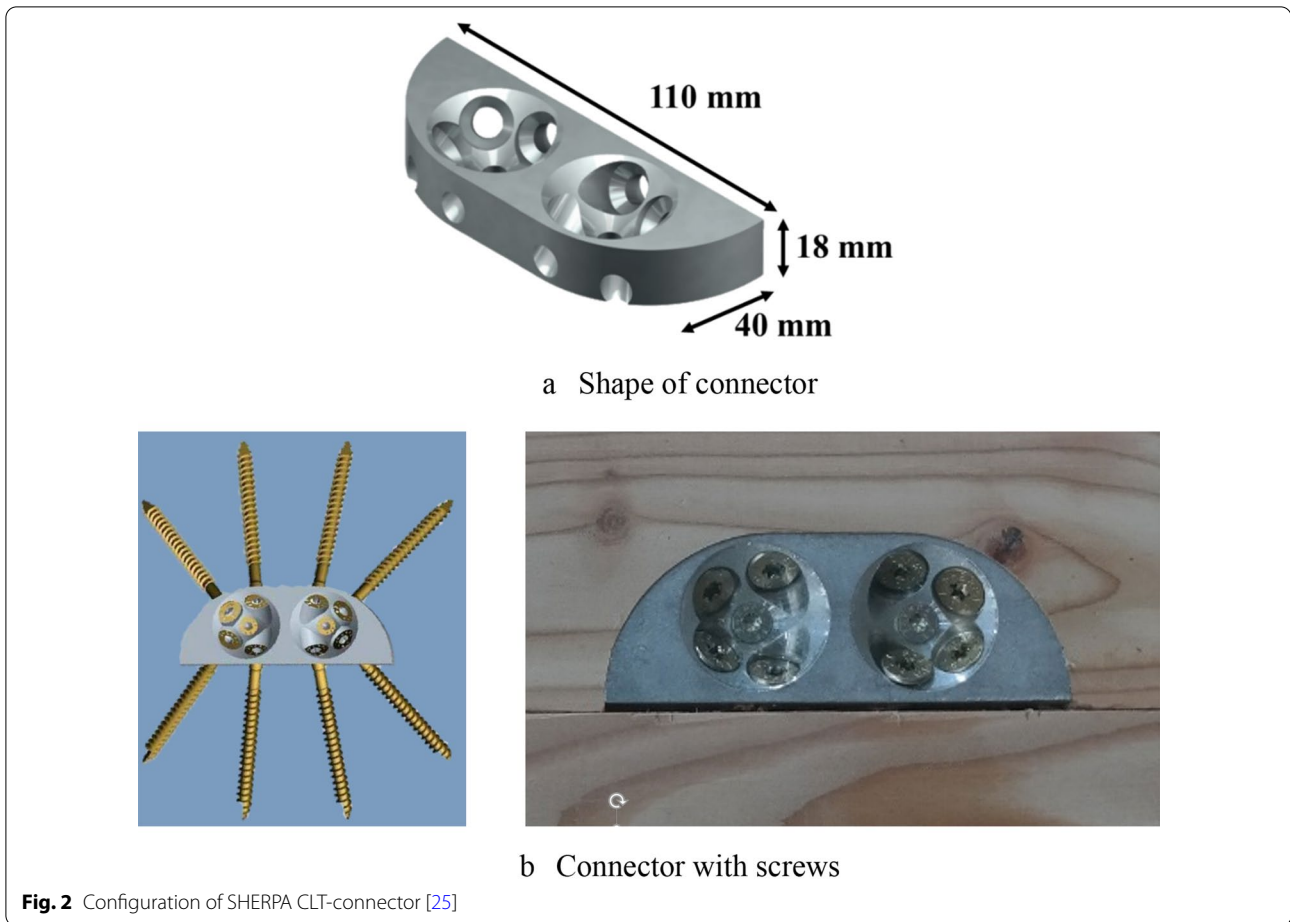 110 mm
18 mm
40 mm
a Shape of connector
b Connector with screws
Fig. 2 Configuration of SHERPA CLT-connector [25]